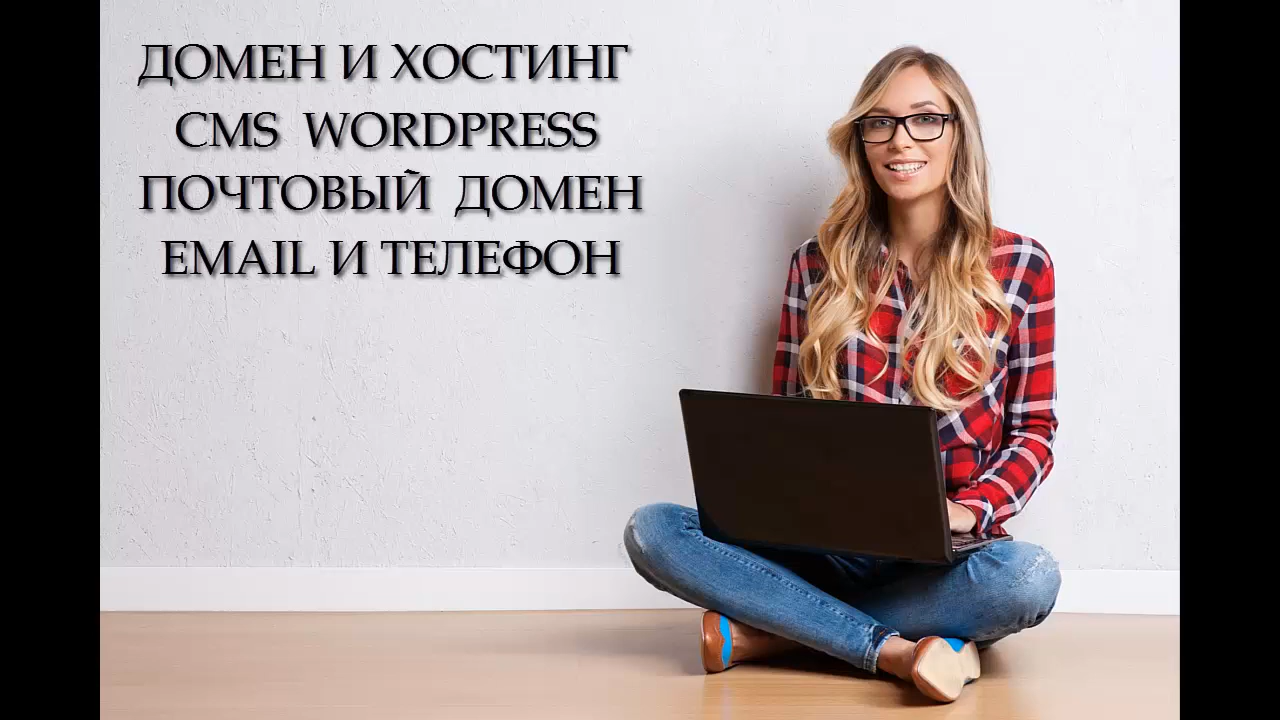 ДОМЕН И ХОСТИНГ
CMS WORDPRESS
ПОЧТОВЫЙ ДОМЕН
EMAIL И ТЕЛЕФОН